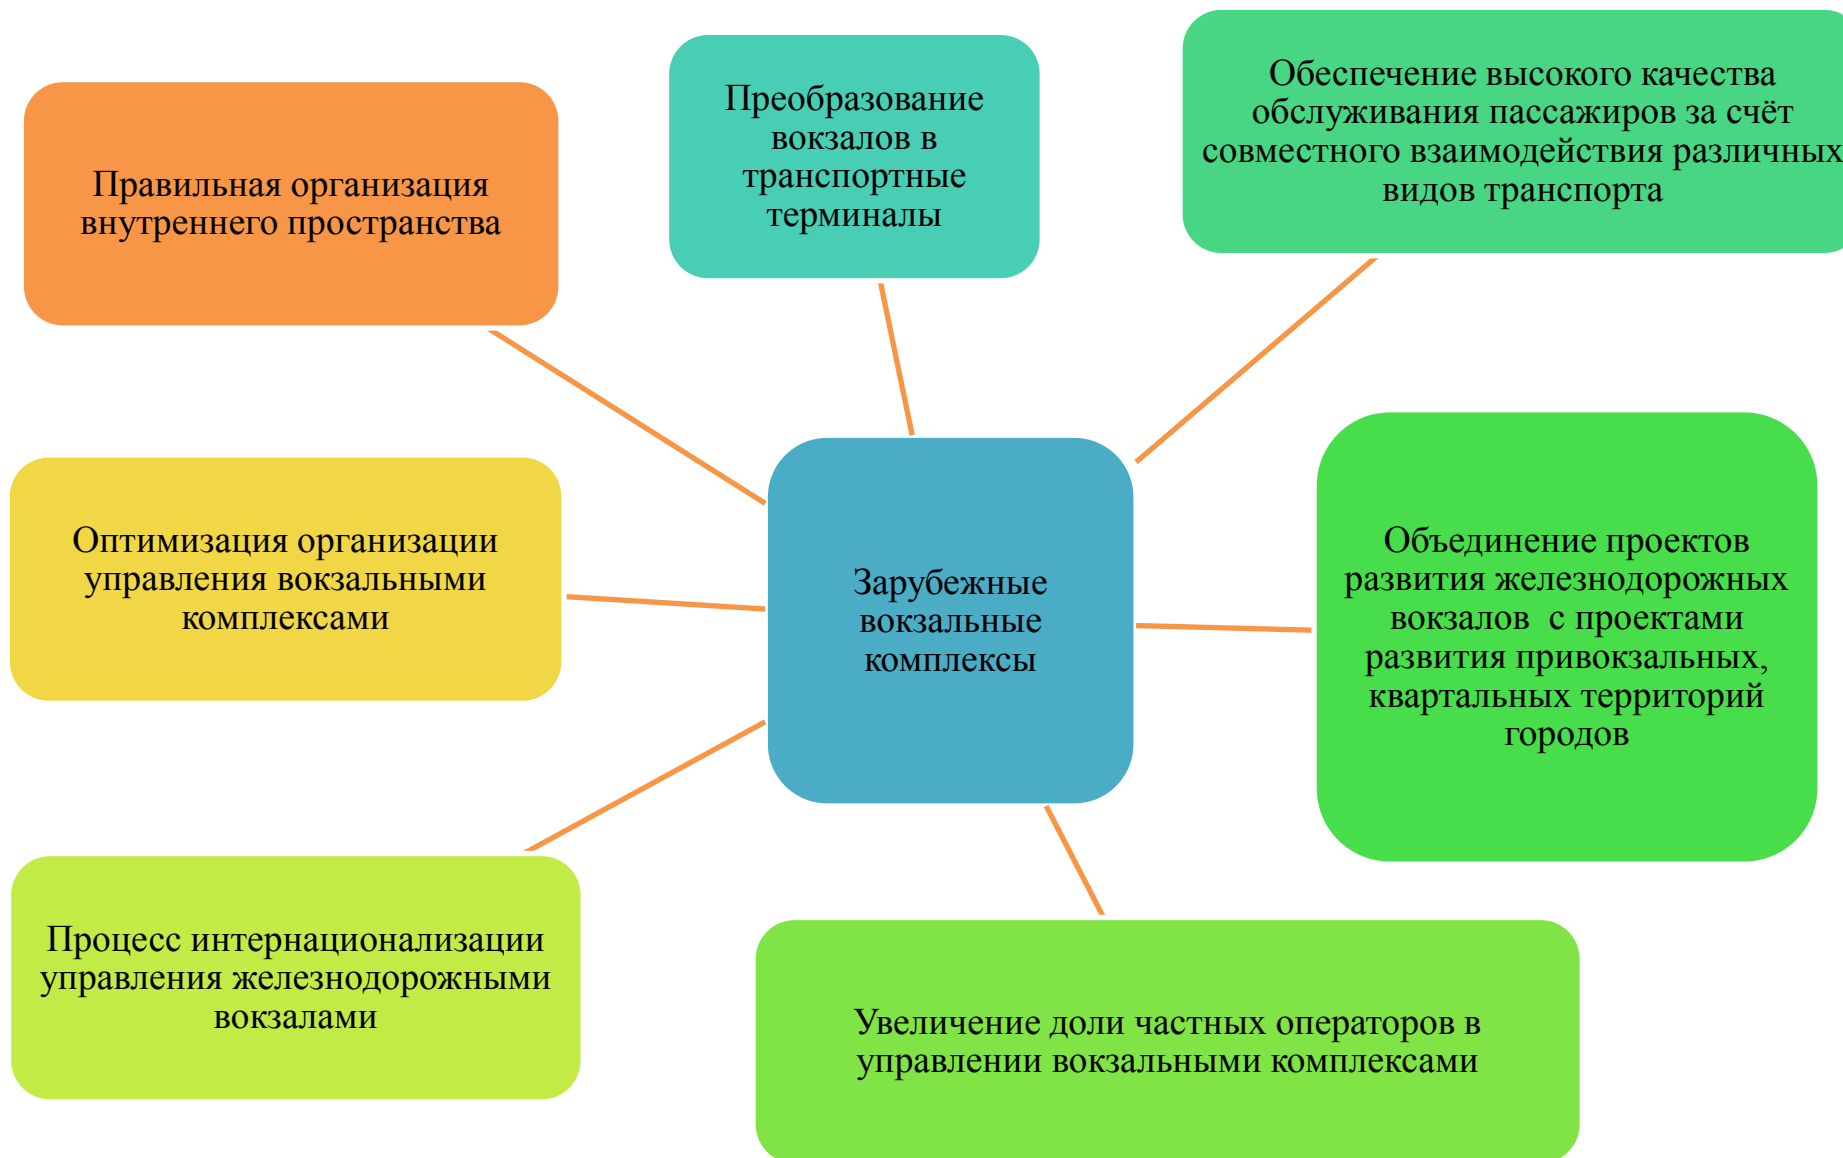 Правильная организация
внутреннего пространства
Преобразование
вокзалов в
транспортные
терминалы
Обеспечение высокого качества
обслуживания пассажиров за счёт
совместного взаимодействия различных
видов транспорта
Оптимизация организации
управления вокзальными
комплексами
Зарубежные
вокзальные
комплексы
Объединение проектов
развития железнодорожных
вокзалов  с проектами
развития привокзальных,
квартальных территорий
городов
Процесс интернационализации
управления железнодорожными
вокзалами
Увеличение доли частных операторов в
управлении вокзальными комплексами